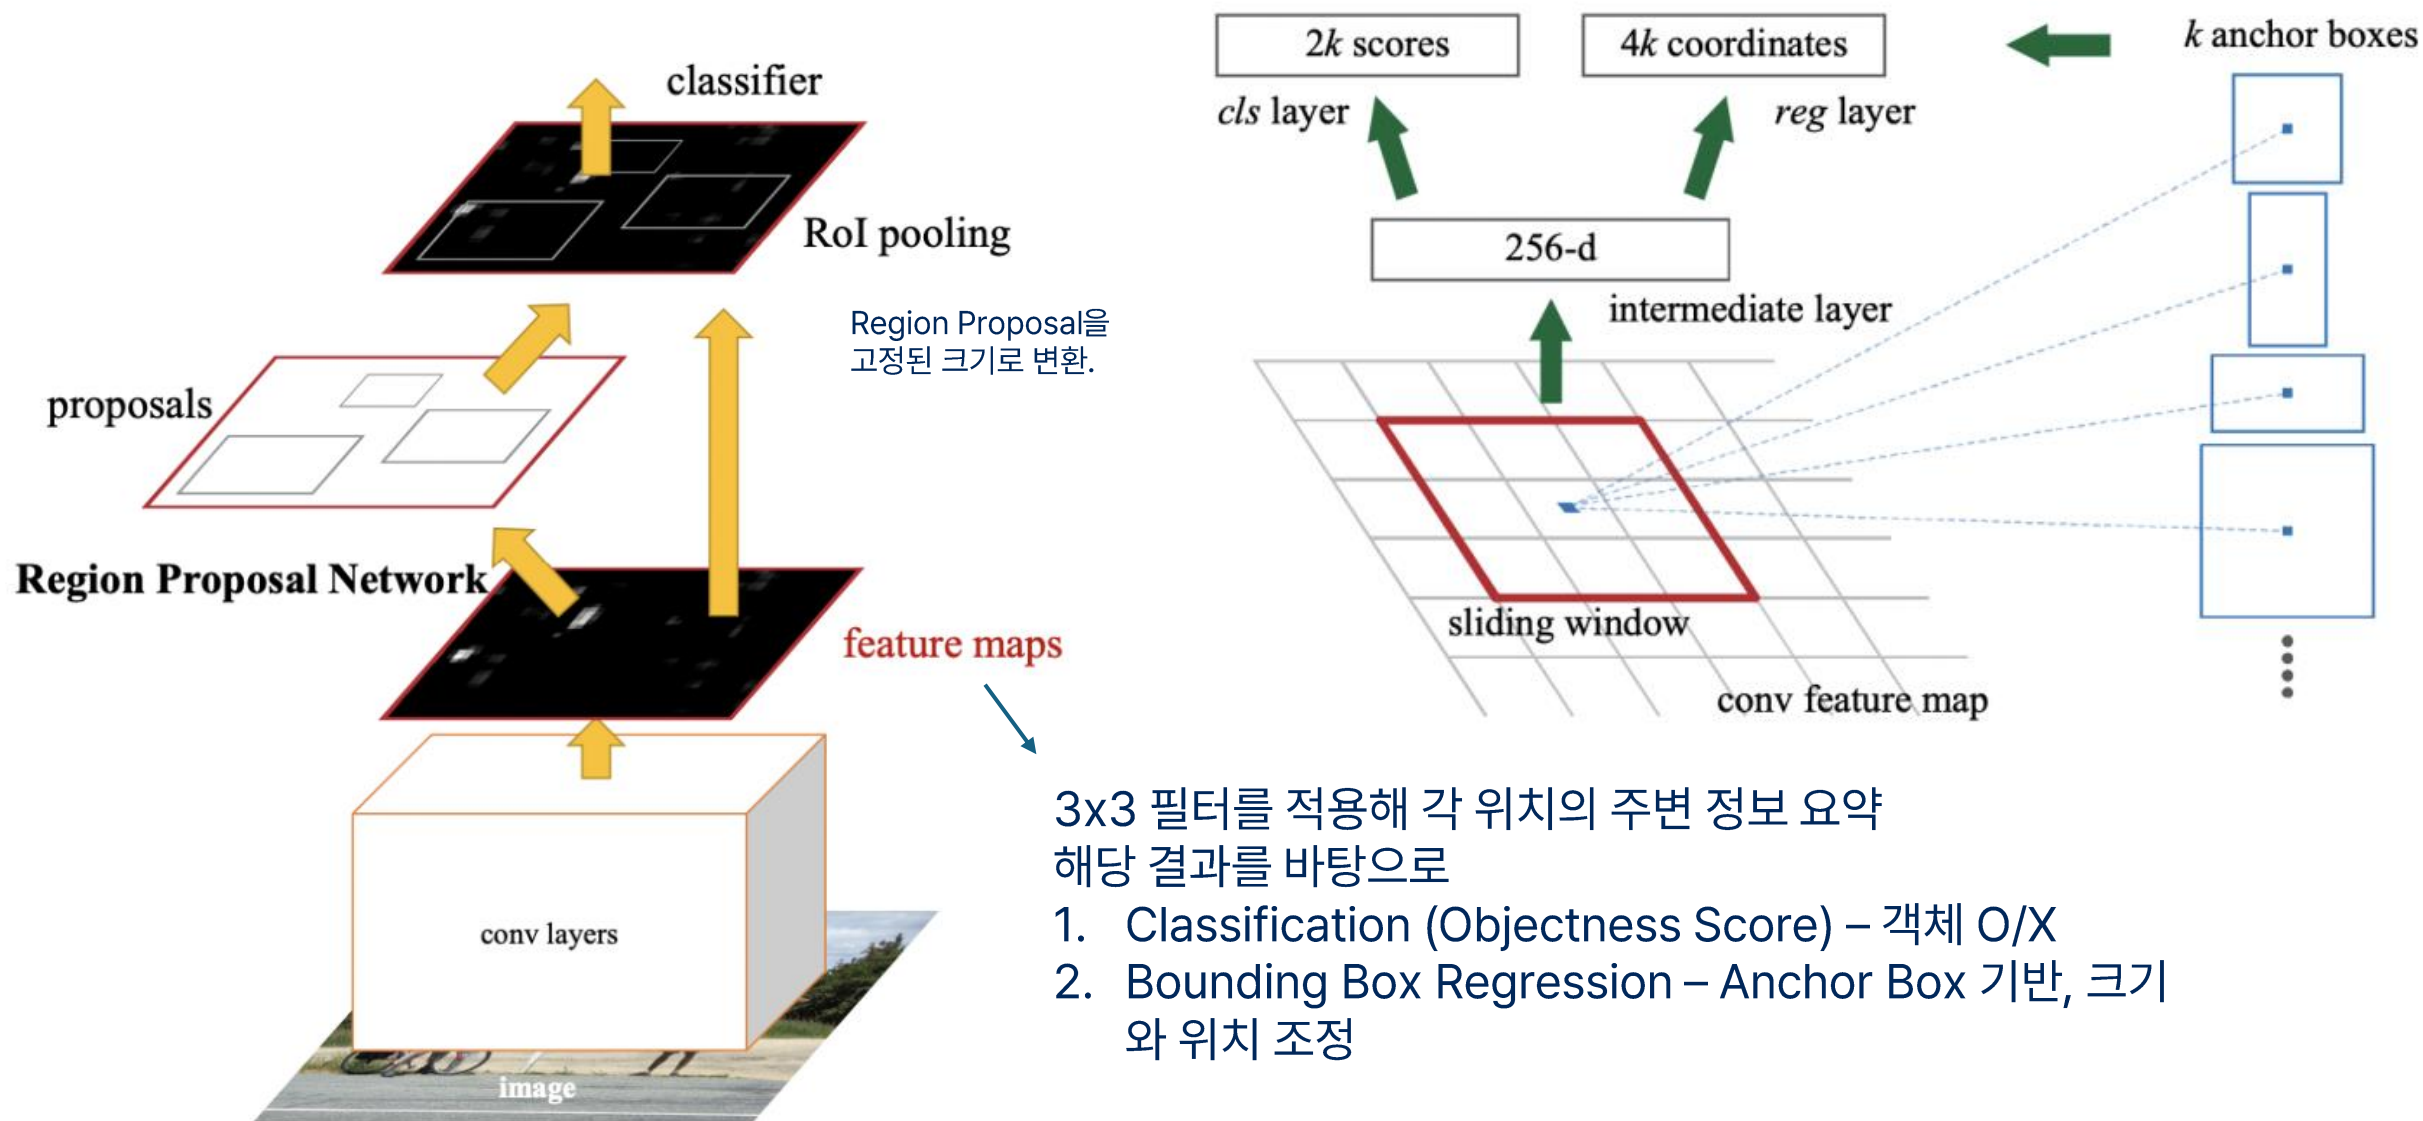 classifier
RoI pooling
Region Proposal을
고정된 크기로 변환.
proposals
Region Proposal Network
feature maps
conv layers
image
2k scores
4k coordinates
k anchor boxes
cls layer
reg layer
256-d
intermediate layer
sliding window
conv feature map
3x3 필터를 적용해 각 위치의 주변 정보 요약
해당 결과를 바탕으로
1. Classification (Objectness Score) – 객체 O/X
2. Bounding Box Regression – Anchor Box 기반, 크기
와 위치 조정